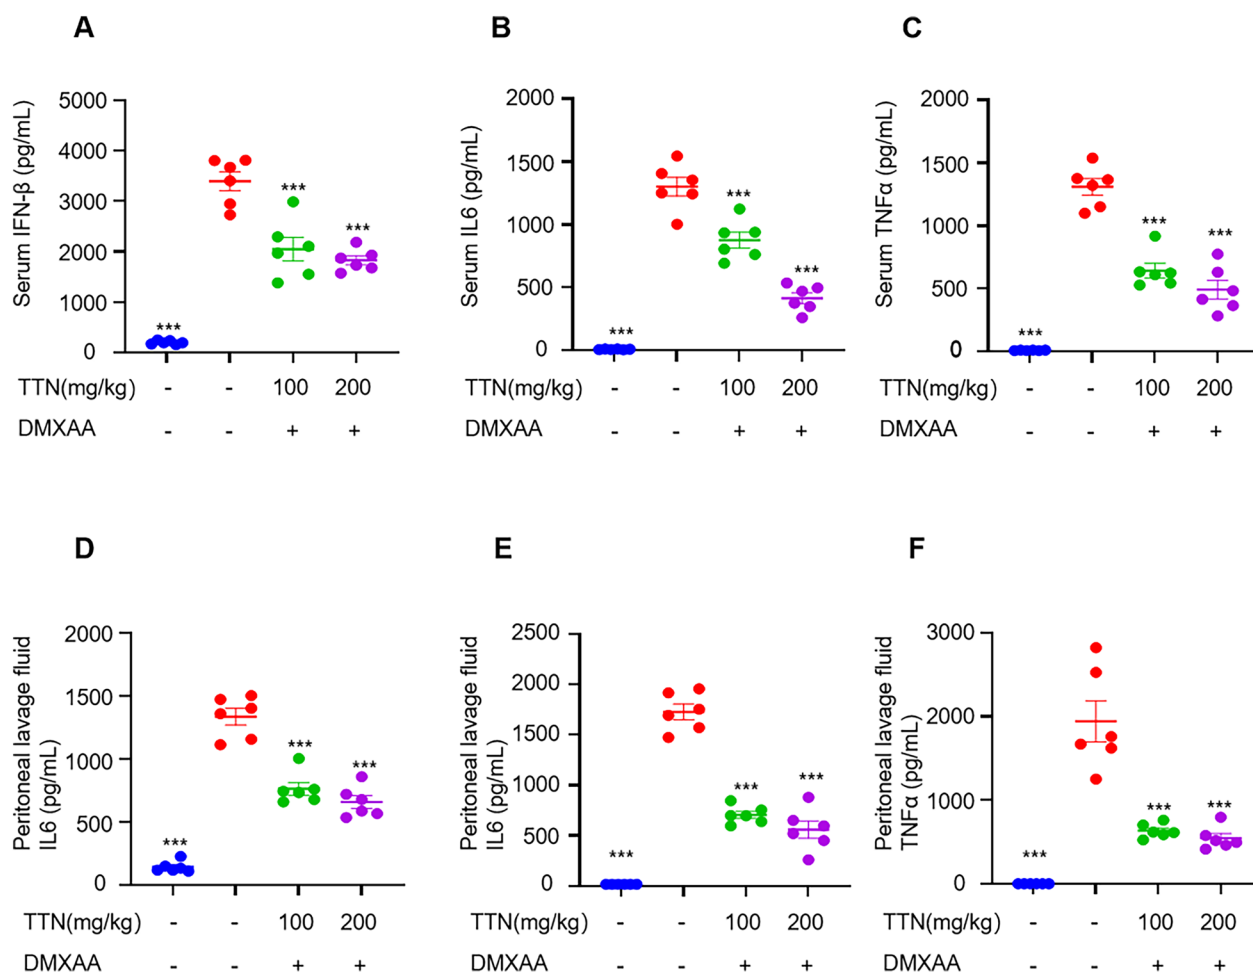 A
B
C
Serum IFN-β (pg/mL)
5000
4000
3000
2000
1000
0
***
***
***
TTN(mg/kg) - - 100 200
DMXAA - - + +
Serum IL6 (pg/mL)
2000
1500
1000
500
0
***
***
***
TTN(mg/kg) - - 100 200
DMXAA - - + +
Serum TNFα (pg/mL)
2000
1500
1000
500
0
***
***
***
TTN(mg/kg) - - 100 200
DMXAA - - + +
D
E
F
Peritoneal lavage fluid
IL6 (pg/mL)
2000
1500
1000
500
0
***
***
***
TTN(mg/kg) - - 100 200
DMXAA - - + +
Peritoneal lavage fluid
IL6 (pg/mL)
2500
2000
1500
1000
500
0
***
***
***
TTN(mg/kg) - - 100 200
DMXAA - - + +
Peritoneal lavage fluid
TNFα (pg/mL)
3000
2000
1000
0
***
***
***
TTN(mg/kg) - - 100 200
DMXAA - - + +